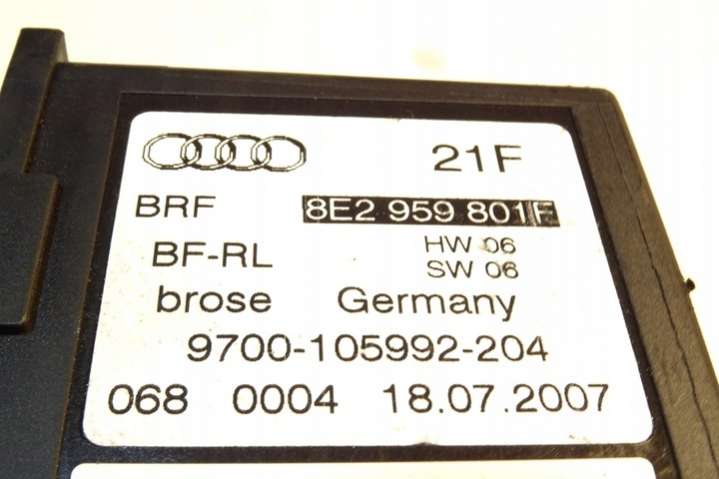 21F
BRF 8E2 959 801 F
BF-RL HW 06
SW 06
brose Germany
9700-105992-204
068 0004 18.07.2007